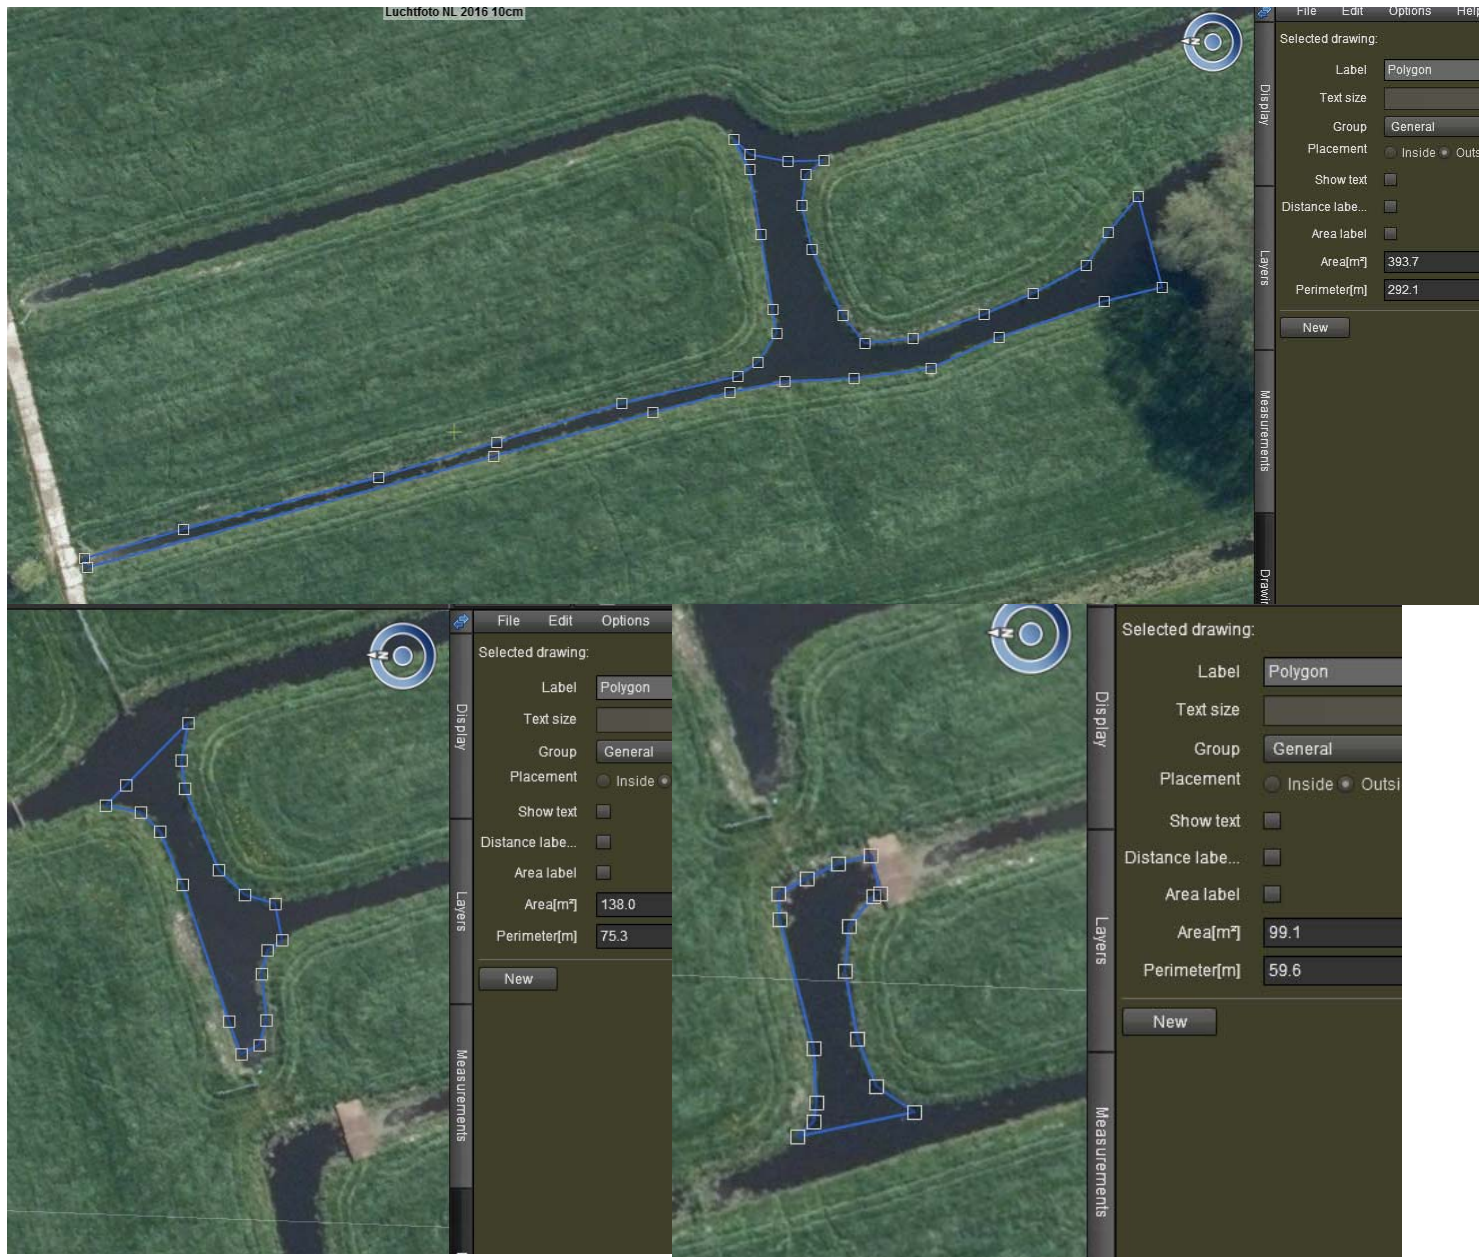 Luchtfoto NL 2016 10cm
N
File Edit Options Help
Selected drawing:
Label Polygon
Text size
Group General
Placement Inside Outs
Show text
Distance labe...
Area label
Area[m²] 393.7
Perimeter[m] 292.1
New
Display
Layers
Measurements
Drawin
N
File Edit Options
Selected drawing:
Label Polygon
Text size
Group General
Placement Inside
Show text
Distance labe...
Area label
Area[m²] 138.0
Perimeter[m] 75.3
New
Display
Layers
Measurements
N
Selected drawing:
Label Polygon
Text size
Group General
Placement Inside Outsi
Show text
Distance labe...
Area label
Area[m²] 99.1
Perimeter[m] 59.6
New
Display
Layers
Measurements